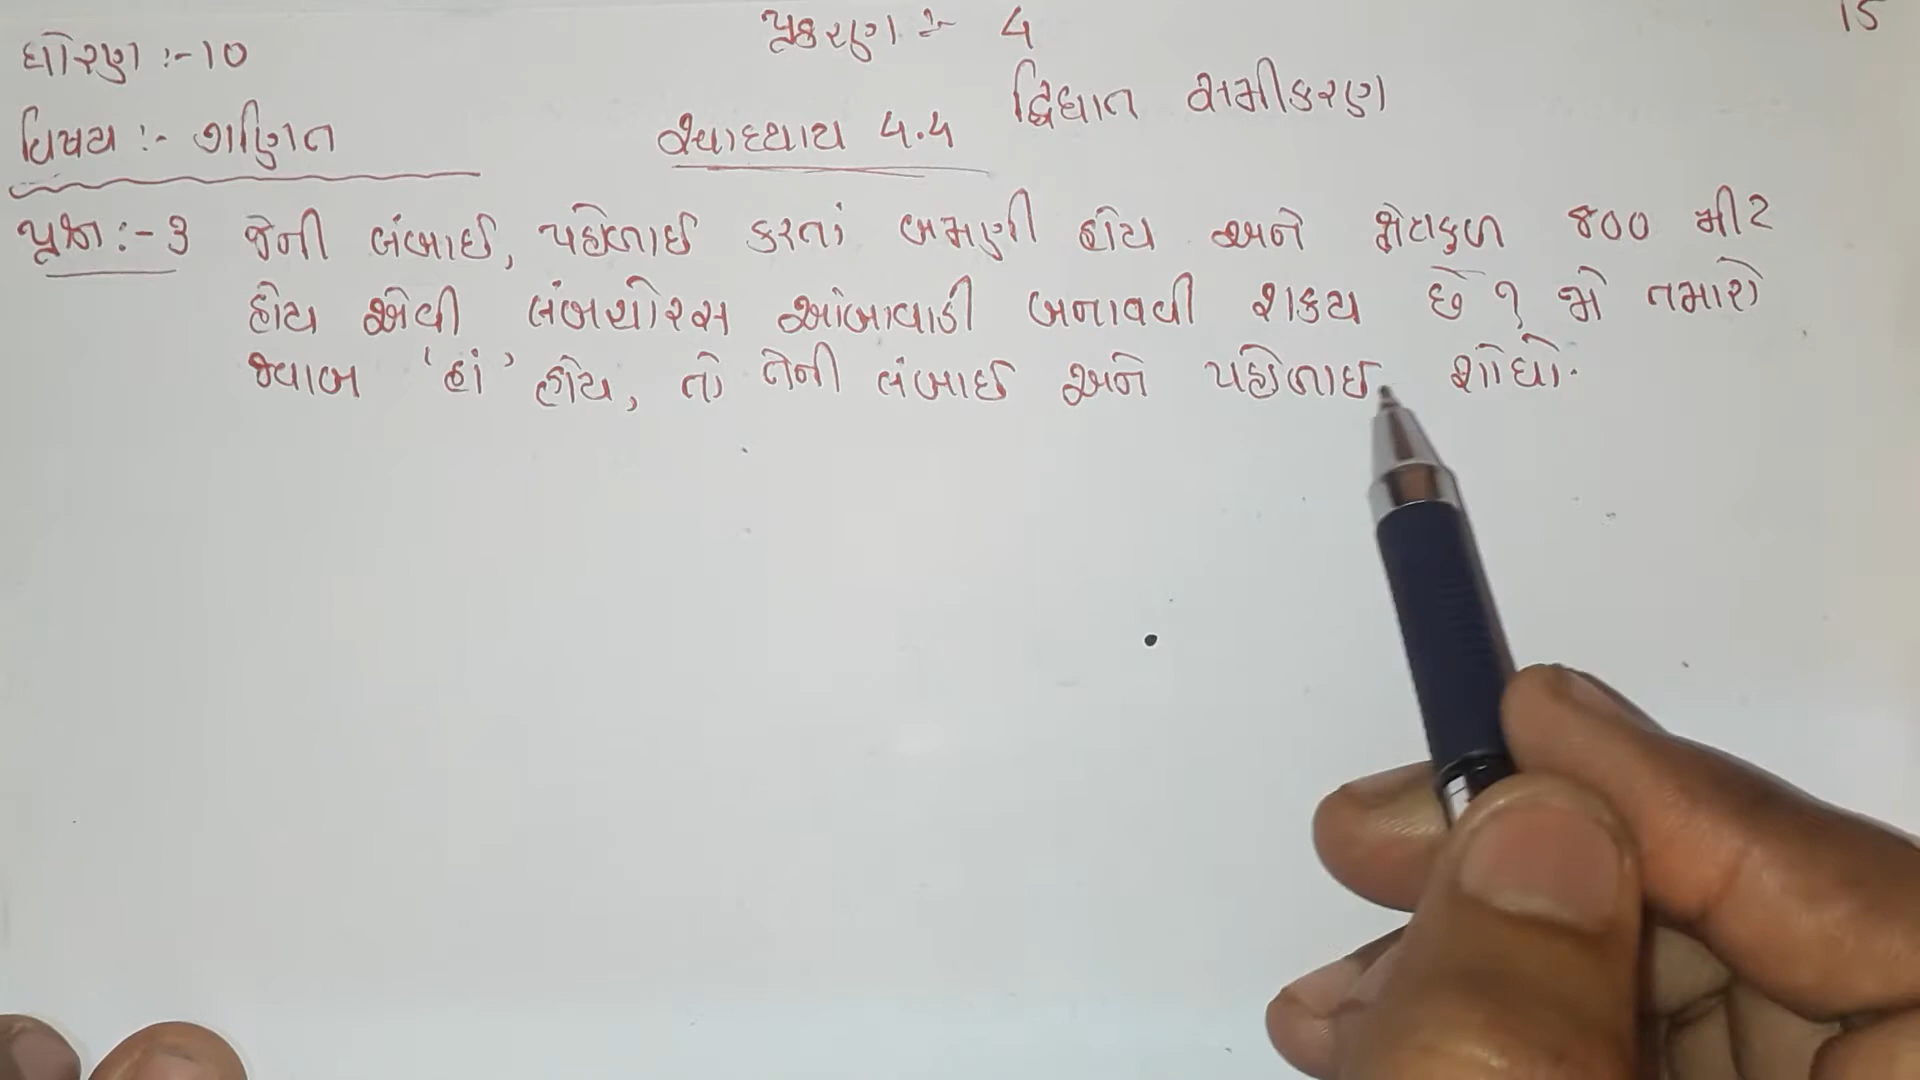 પ્રકરણ :- 4
15
ધોરણ :- 10
દ્વિઘાત સમીકરણ
વિષય :- ગણિત
સ્વાધ્યાય 4.4
પ્રશ્ન :- 3 જેની લંબાઈ, પહોળાઈ કરતાં બમણી હોય અને ક્ષેત્રફળ 800 મીટર
હોય એવી લંબચોરસ આંબાવાડી બનાવવી શક્ય છે ? જો તમારો
જવાબ 'હાં' હોય, તો તેની લંબાઈ અને પહોળાઈ શોધો.